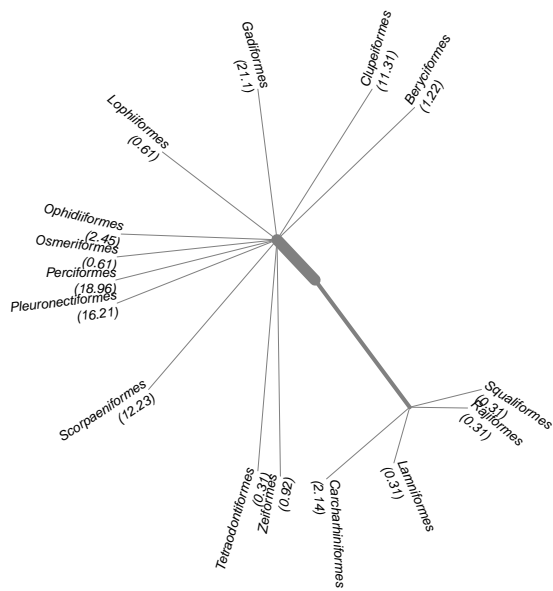 Gadiformes
(21.1)
Clupeiformes
(11.31)
Beryciformes
(1.22)
Lophiiformes
(0.61)
Ophidiiformes
(2.45)
Osmeriformes
(0.61)
Perciformes
(18.96)
Pleuronectiformes
(16.21)
Scorpaeniformes
(12.23)
Tetraodontiformes
(0.31)
Zeiformes
(0.92)
Carcharhiniformes
(2.14)
Lamniformes
(0.31)
Squaliformes
(0.31)
Rajiformes
(0.31)